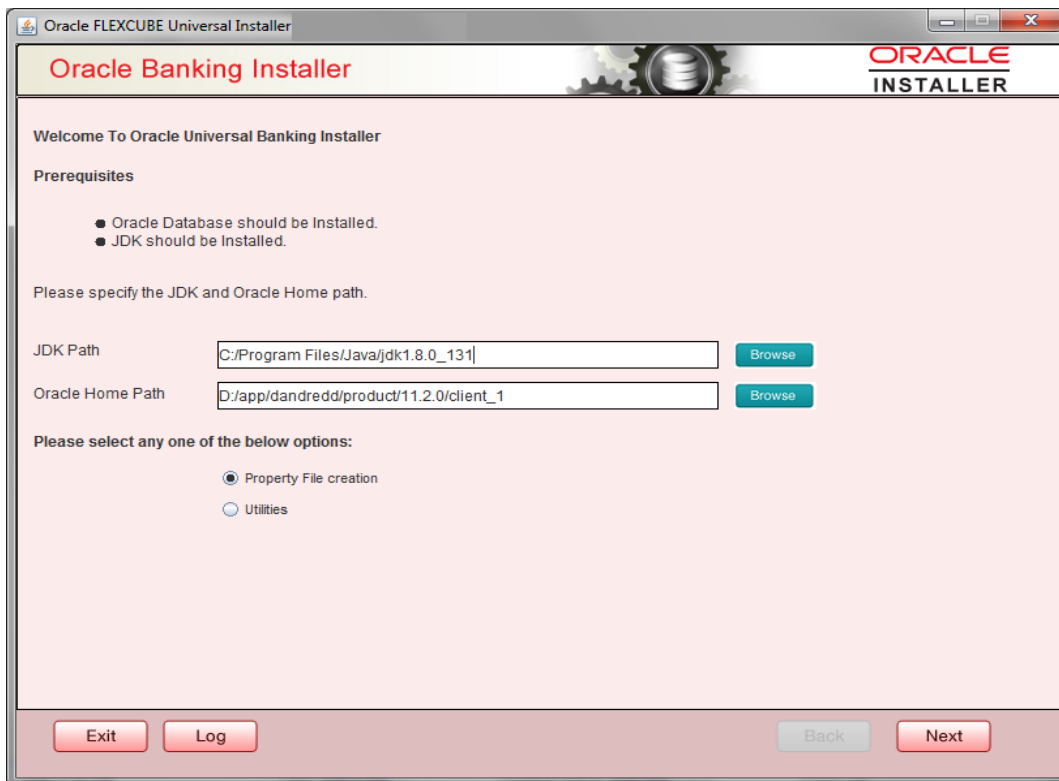 Oracle FLEXCUBE Universal Installer
Oracle Banking Installer
ORACLE
INSTALLER
Welcome To Oracle Universal Banking Installer
Prerequisites
Oracle Database should be Installed.
JDK should be Installed.
Please specify the JDK and Oracle Home path.
JDK Path C:/Program Files/Java/jdk1.8.0_131 Browse
Oracle Home Path D:/app/dandredd/product/11.2.0/client_1 Browse
Please select any one of the below options:
Property File creation
Utilities
Exit Log Back Next